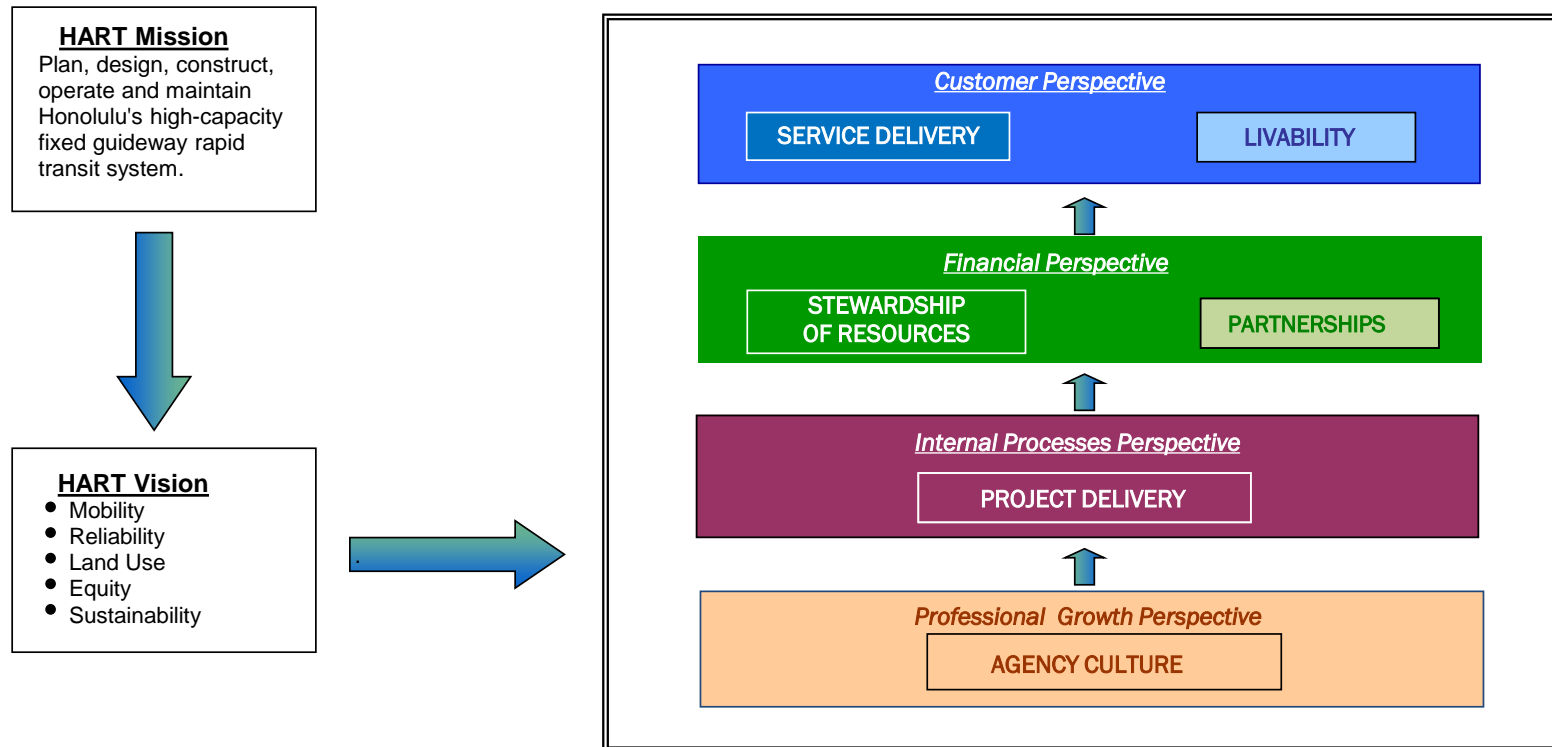 HART Mission
Plan, design, construct,
operate and maintain
Honolulu's high-capacity
fixed guideway rapid
transit system.
HART Vision
• Mobility
• Reliability
• Land Use
• Equity
• Sustainability
.
Customer Perspective
SERVICE DELIVERY
LIVABILITY
Financial Perspective
STEWARDSHIP
OF RESOURCES
PARTNERSHIPS
Internal Processes Perspective
PROJECT DELIVERY
Professional Growth Perspective
AGENCY CULTURE